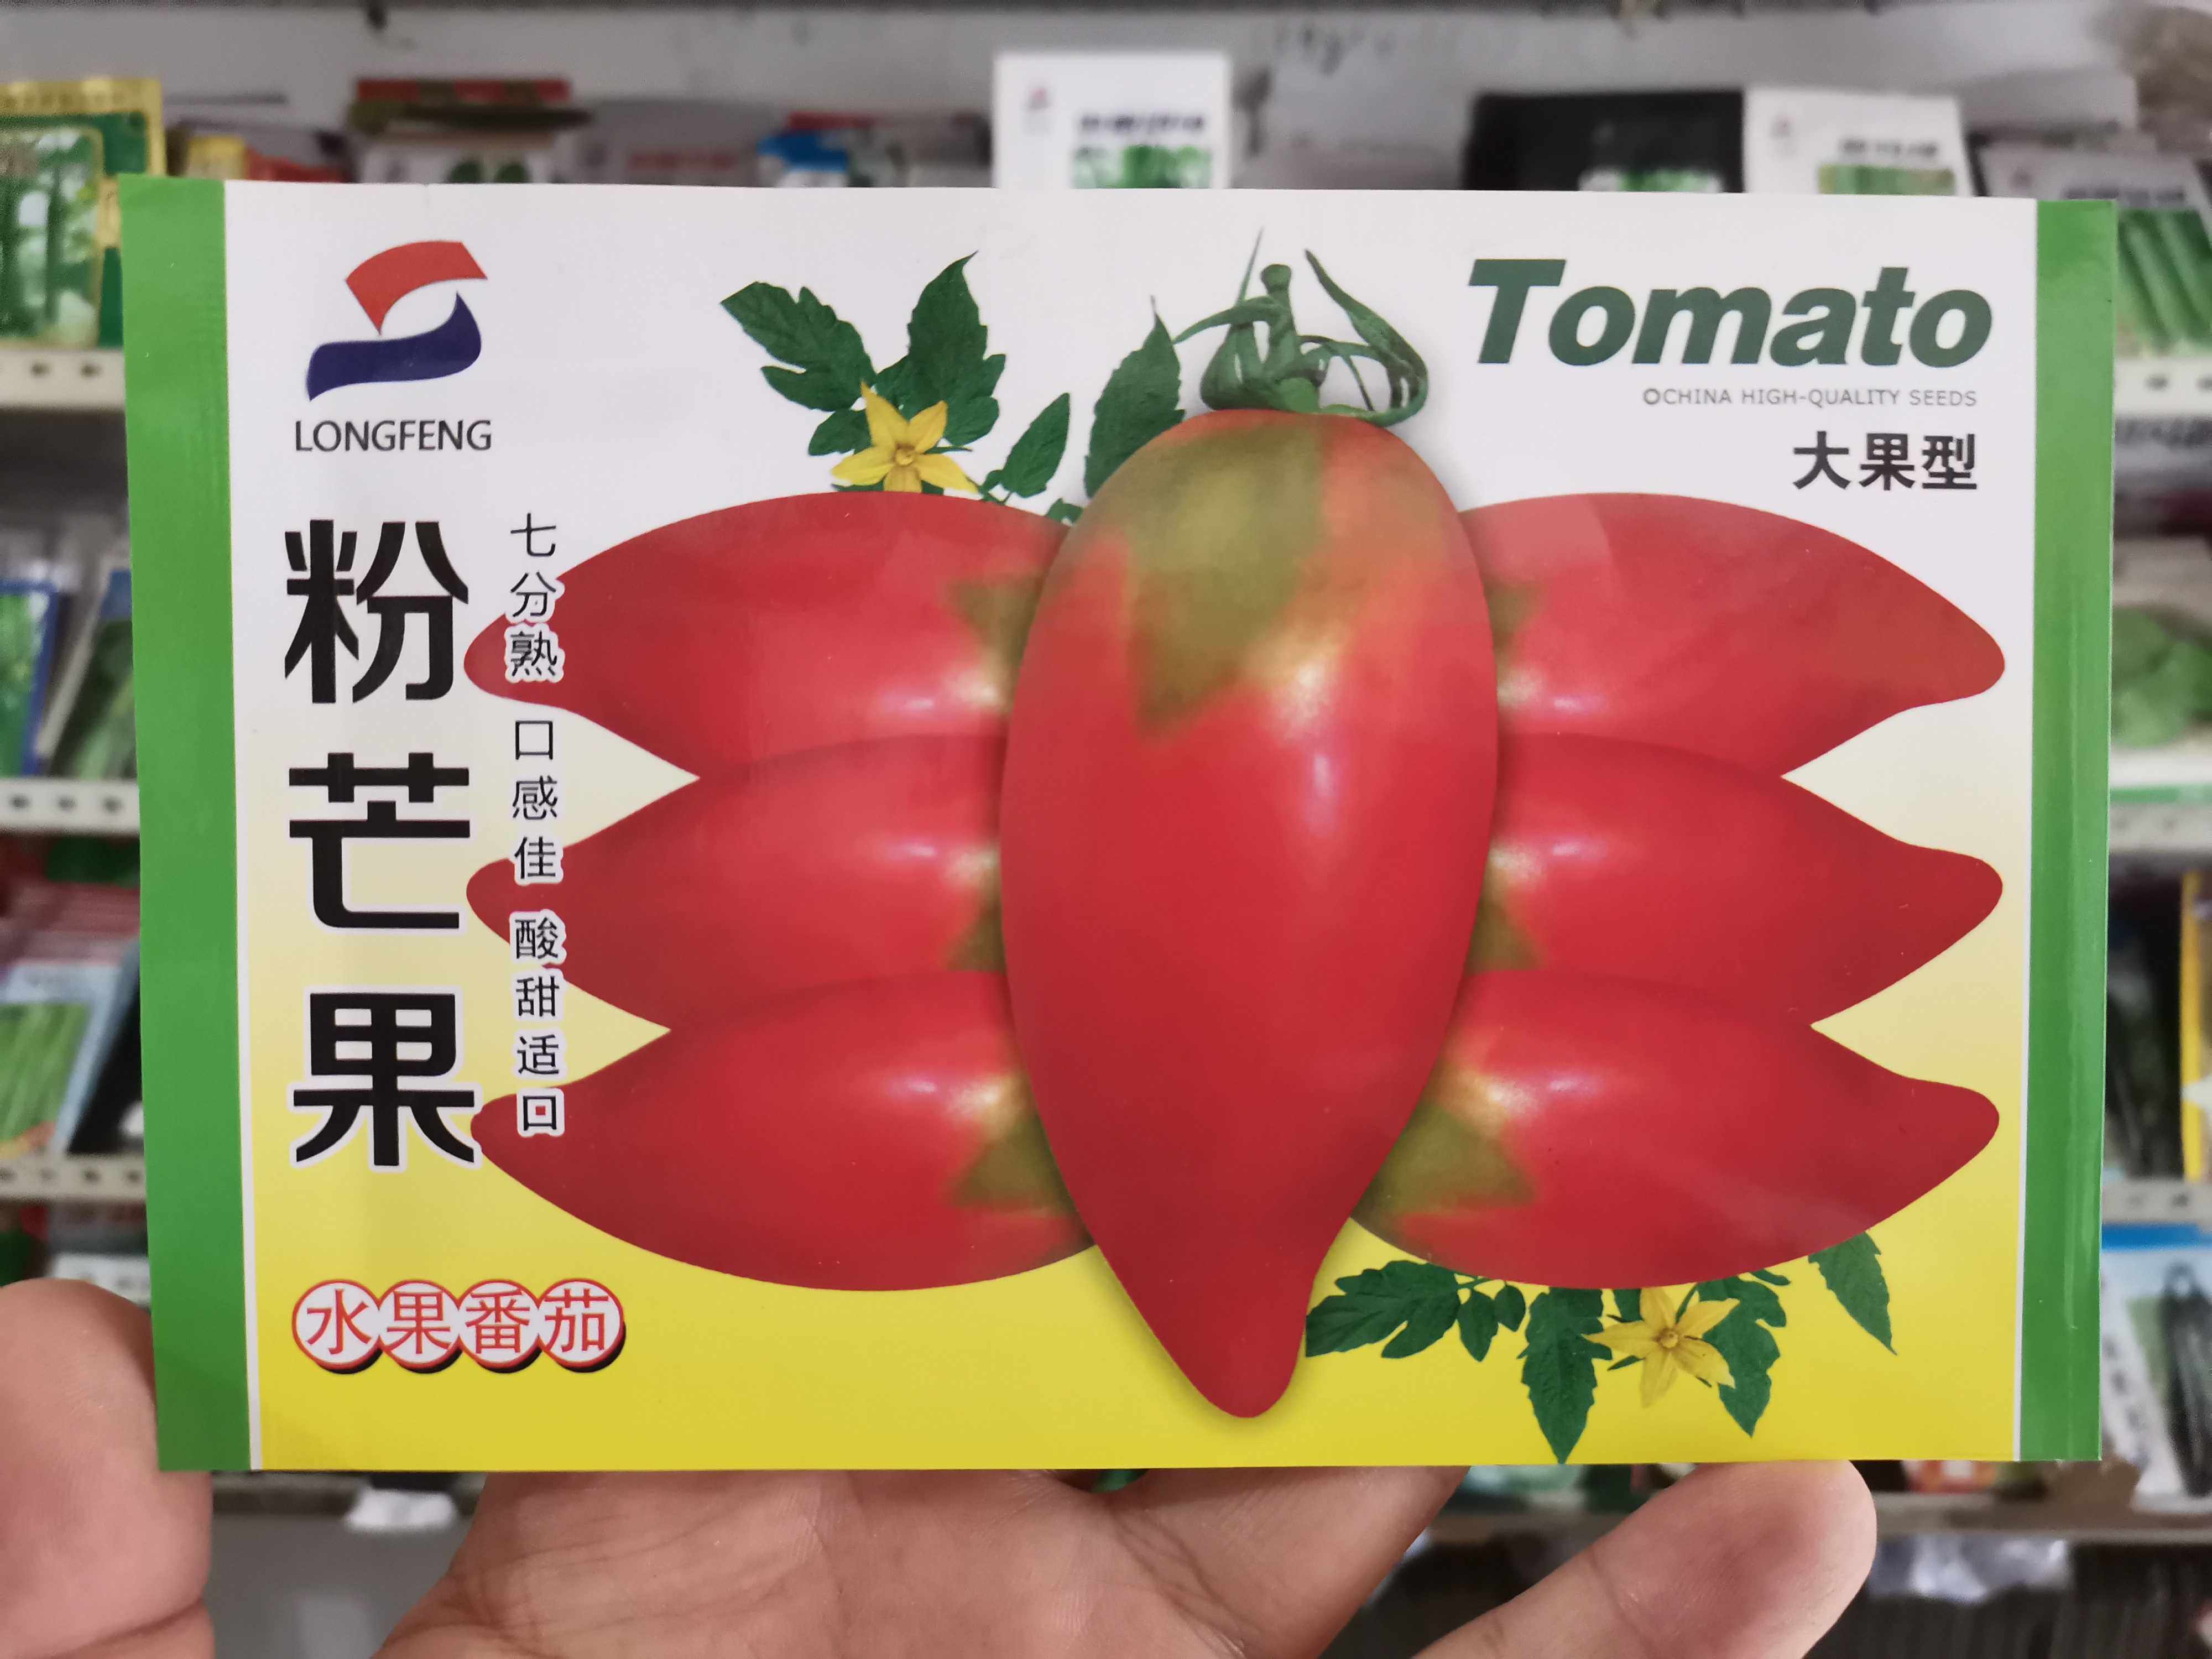 LONGFENG
Tomato
CHINA HIGH-QUALITY SEEDS
大果型
粉芒果
七分熟 口感佳 酸甜适口
水果番茄